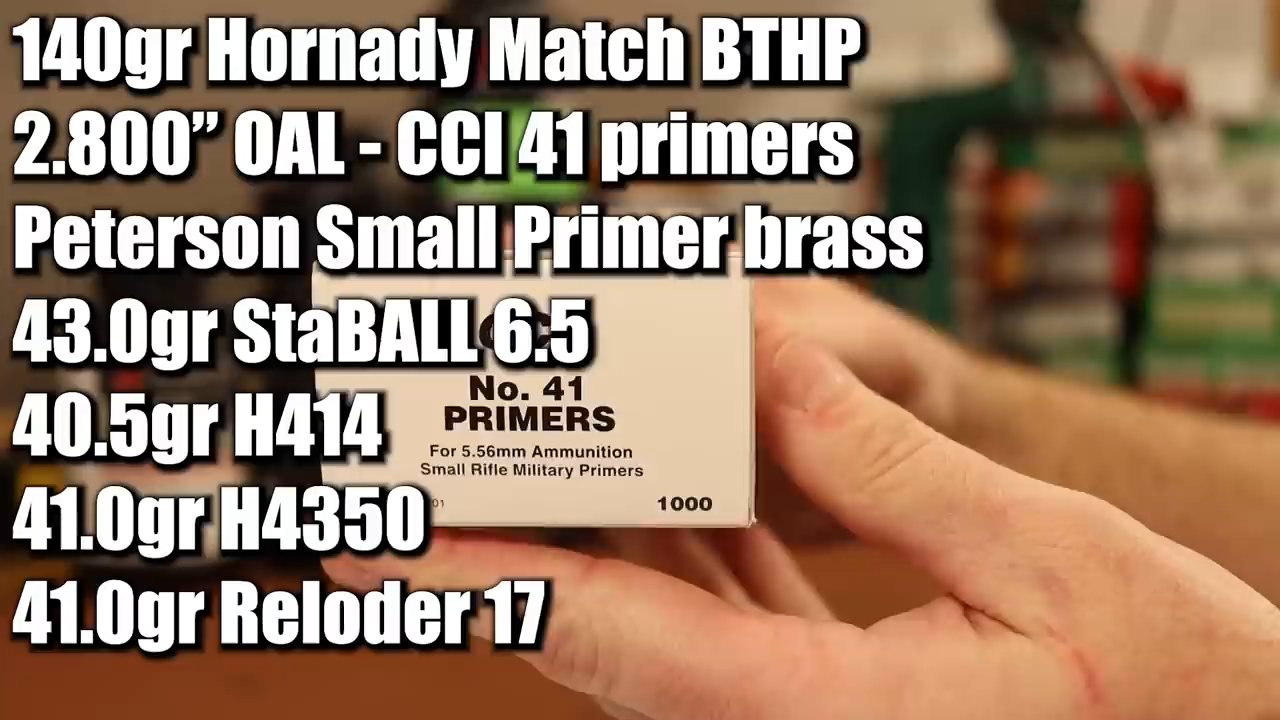 140gr Hornady Match BTHP
2.800” OAL - CCI 41 primers
Peterson Small Primer brass
43.0gr StaBALL 6.5
40.5gr H414
No. 41
PRIMERS
For 5.56mm Ammunition
Small Rifle Military Primers
1000
41.0gr H4350
41.0gr Reloder 17